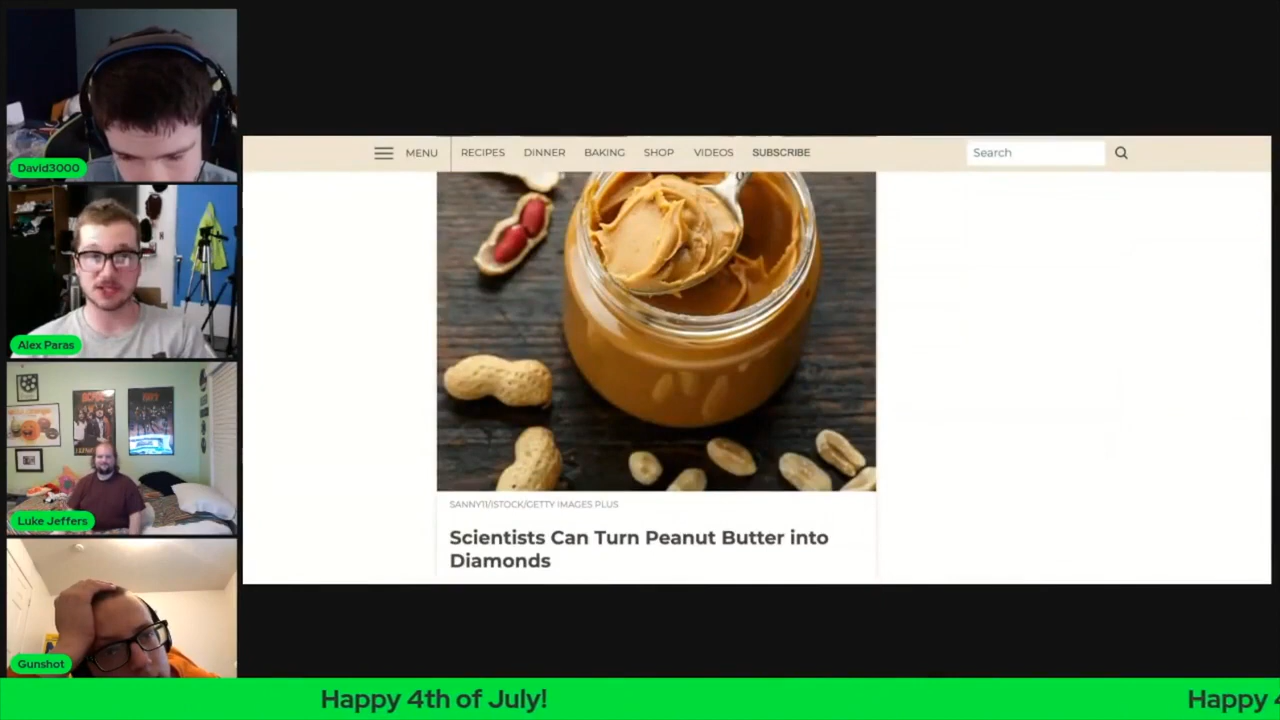 David3000
Alex Paras
Luke Jeffers
Gunshot
MENU
RECIPES
DINNER
BAKING
SHOP
VIDEOS
SUBSCRIBE
Search
SANNY11/ISTOCK/GETTY IMAGES PLUS
Scientists Can Turn Peanut Butter into
Diamonds
Happy 4th of July!
Happy 4